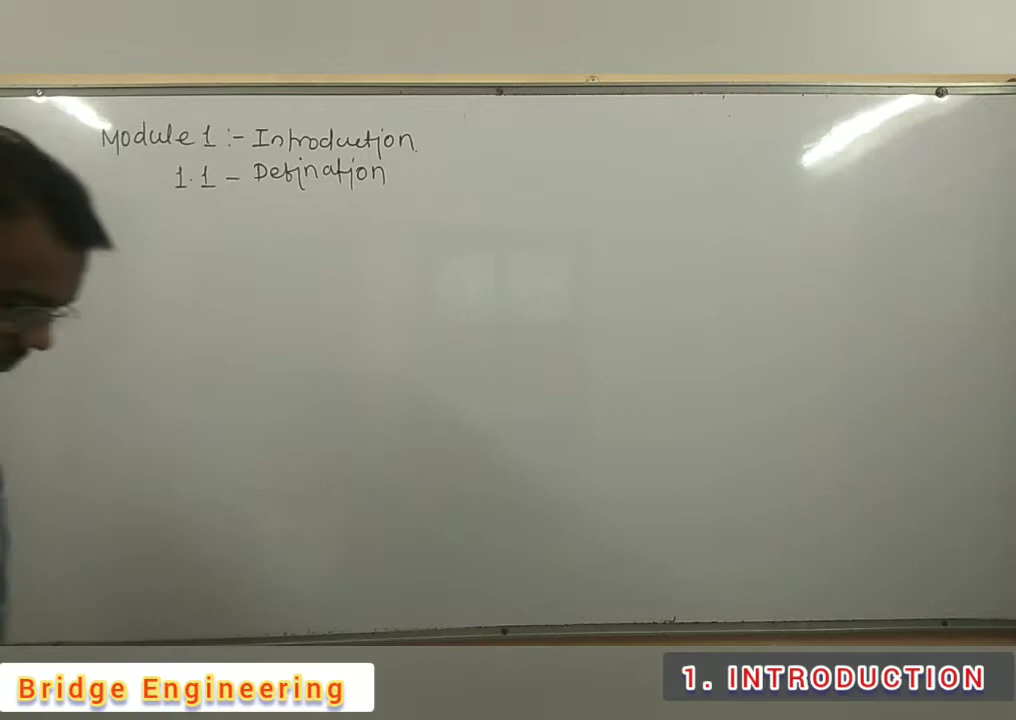 Module 1 :- Introduction
1.1 - Defination
Bridge Engineering
1. INTRODUCTION